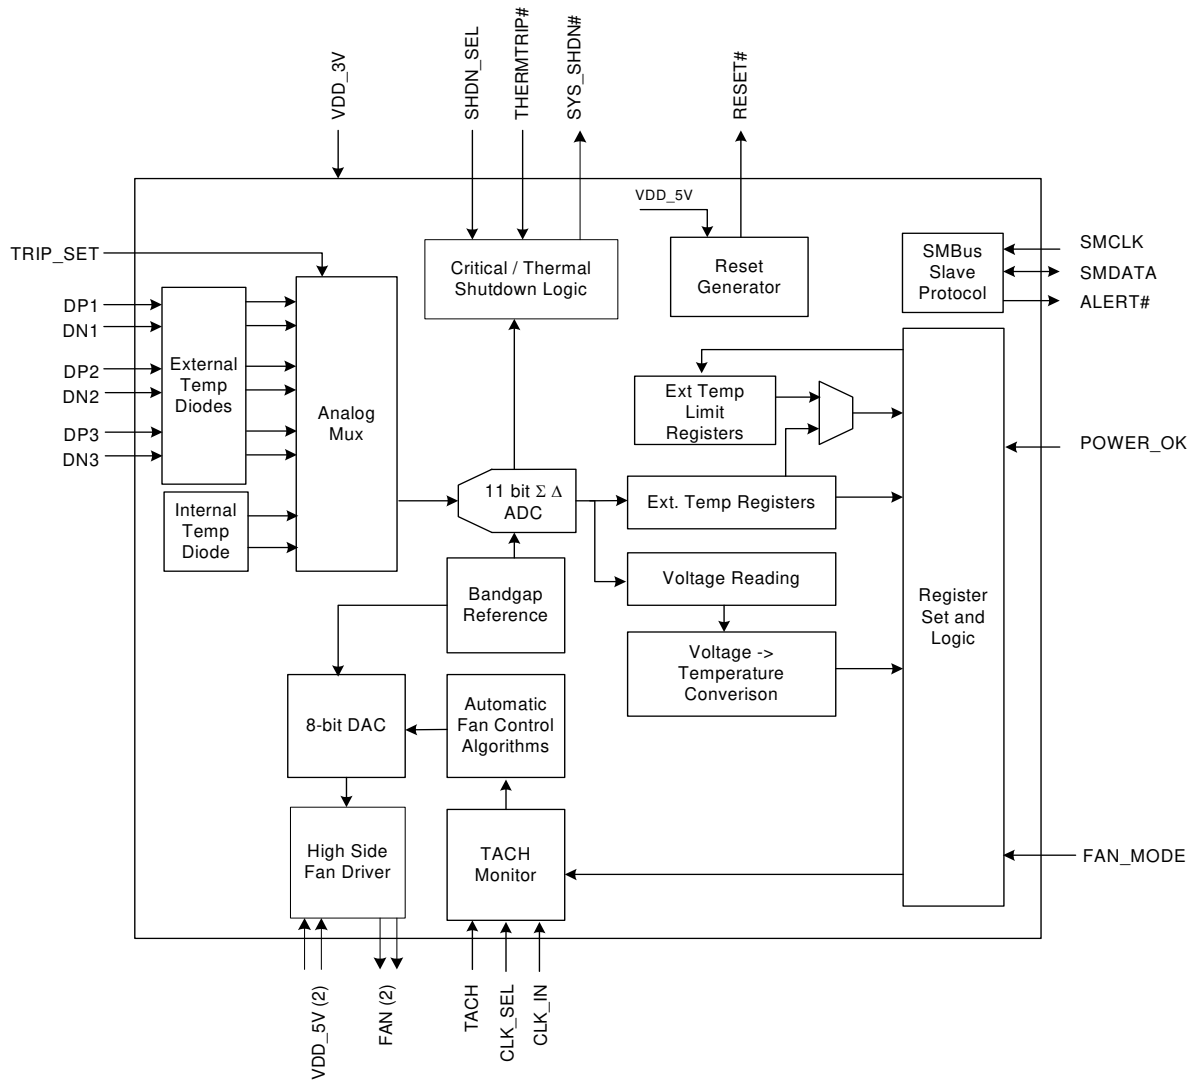 VDD_3V
SHDN_SEL
THERMTRIP#
SYS_SHDN#
RESET#
VDD_5V
TRIP_SET
DP1
DN1
DP2
DN2
DP3
DN3
External
Temp
Diodes
Internal
Temp
Diode
Analog
Mux
Critical / Thermal
Shutdown Logic
Reset
Generator
SMBus
Slave
Protocol
SMCLK
SMDATA
ALERT#
Ext Temp
Limit
Registers
POWER_OK
11 bit Σ Δ
ADC
Ext. Temp Registers
Bandgap
Reference
Voltage Reading
Voltage ->
Temperature
Converison
Register
Set and
Logic
8-bit DAC
Automatic
Fan Control
Algorithms
High Side
Fan Driver
TACH
Monitor
FAN_MODE
VDD_5V (2)
FAN (2)
TACH
CLK_SEL
CLK_IN